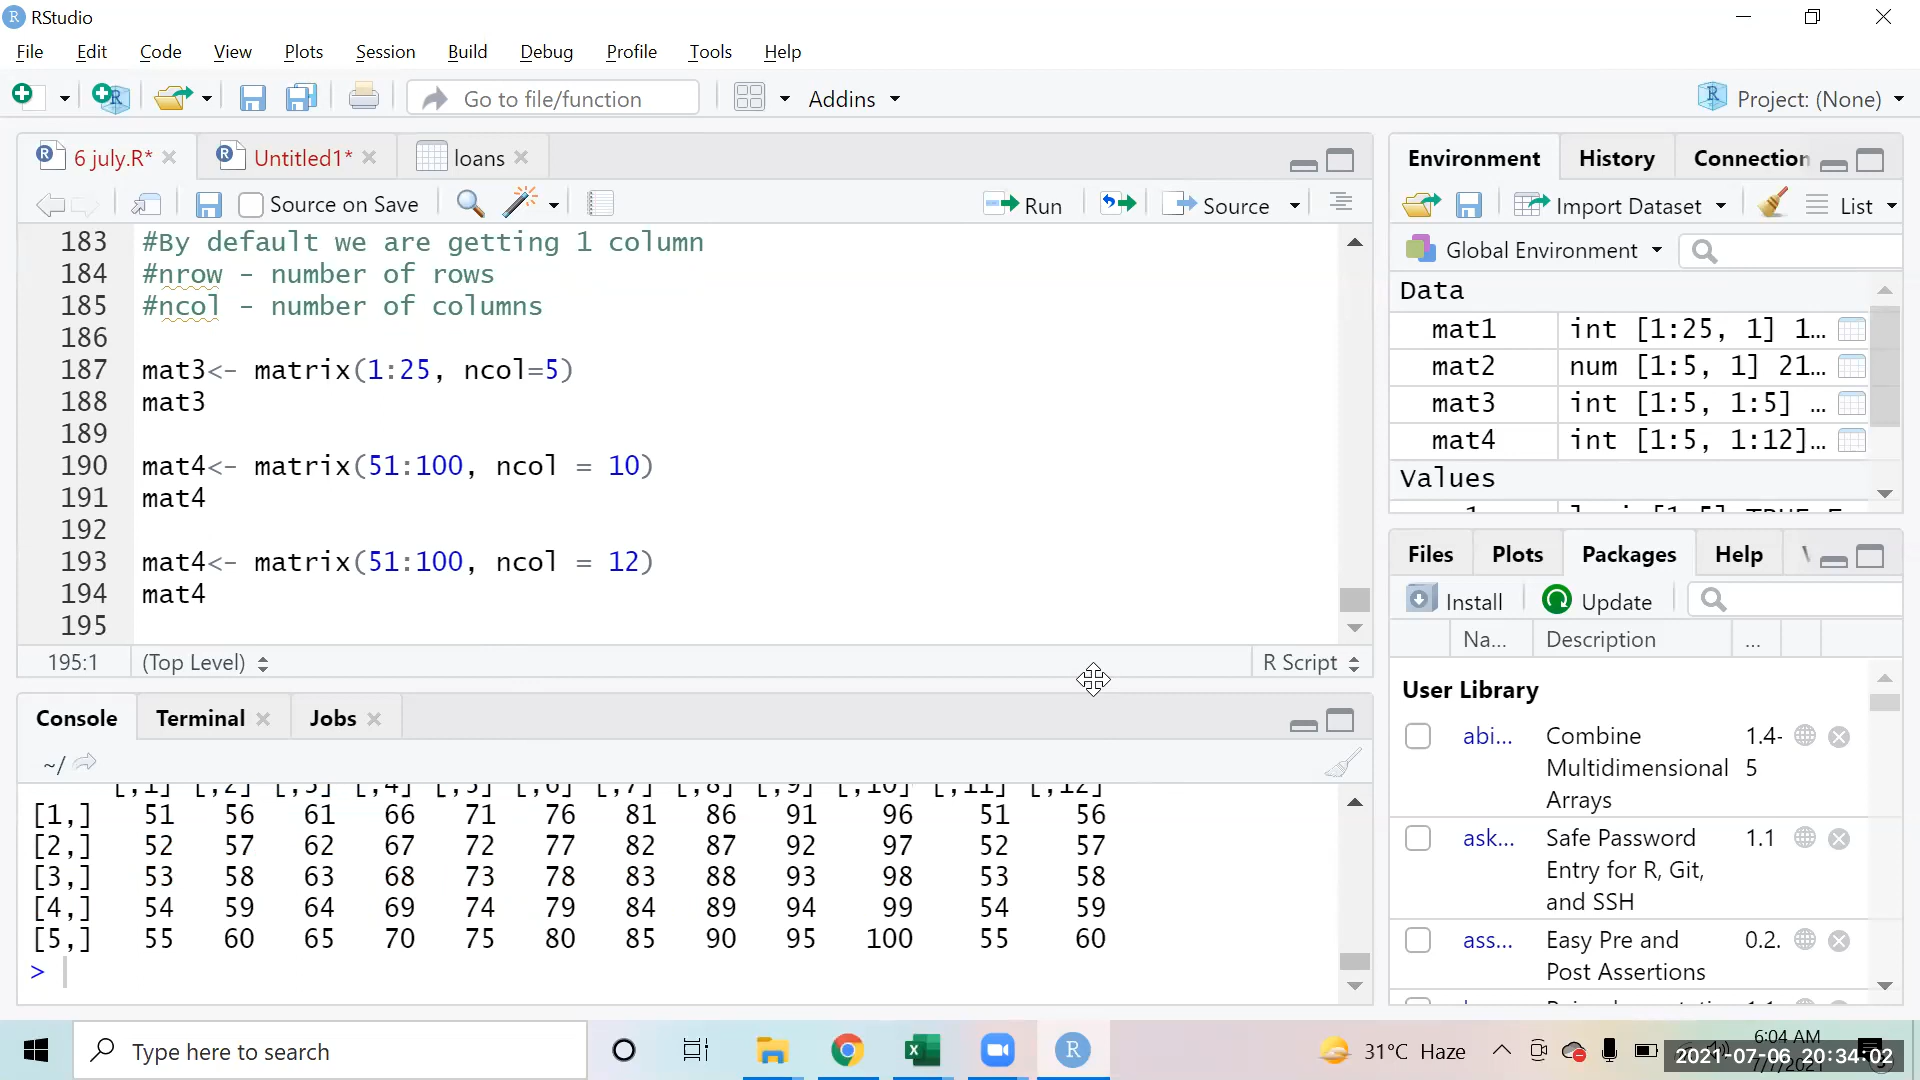 RStudio
File Edit Code View Plots Session Build Debug Profile Tools Help
Go to file/function Addins Project: (None)
6 july.R* Untitled1* loans
Source on Save Run Source
183 #By default we are getting 1 column
184 #nrow - number of rows
185 #ncol - number of columns
186
187 mat3<- matrix(1:25, ncol=5)
188 mat3
189
190 mat4<- matrix(51:100, ncol = 10)
191 mat4
192
193 mat4<- matrix(51:100, ncol = 12)
194 mat4
195
195:1 (Top Level) R Script
Console Terminal Jobs
~/
[,1] [,2] [,3] [,4] [,5] [,6] [,7] [,8] [,9] [,10] [,11] [,12]
[1,] 51 56 61 66 71 76 81 86 91 96 51 56
[2,] 52 57 62 67 72 77 82 87 92 97 52 57
[3,] 53 58 63 68 73 78 83 88 93 98 53 58
[4,] 54 59 64 69 74 79 84 89 94 99 54 59
[5,] 55 60 65 70 75 80 85 90 95 100 55 60
>
Environment History Connection
Import Dataset List
Global Environment
Data
mat1 int [1:25, 1] 1...
mat2 num [1:5, 1] 21...
mat3 int [1:5, 1:5] ...
mat4 int [1:5, 1:12]...
Values
Files Plots Packages Help
Install Update
Na... Description ...
User Library
abi... Combine 1.4-
Multidimensional 5
Arrays
ask... Safe Password 1.1
Entry for R, Git,
and SSH
ass... Easy Pre and 0.2.
Post Assertions
Type here to search
31°C Haze
6:04 AM
2021-07-06 20:34:02